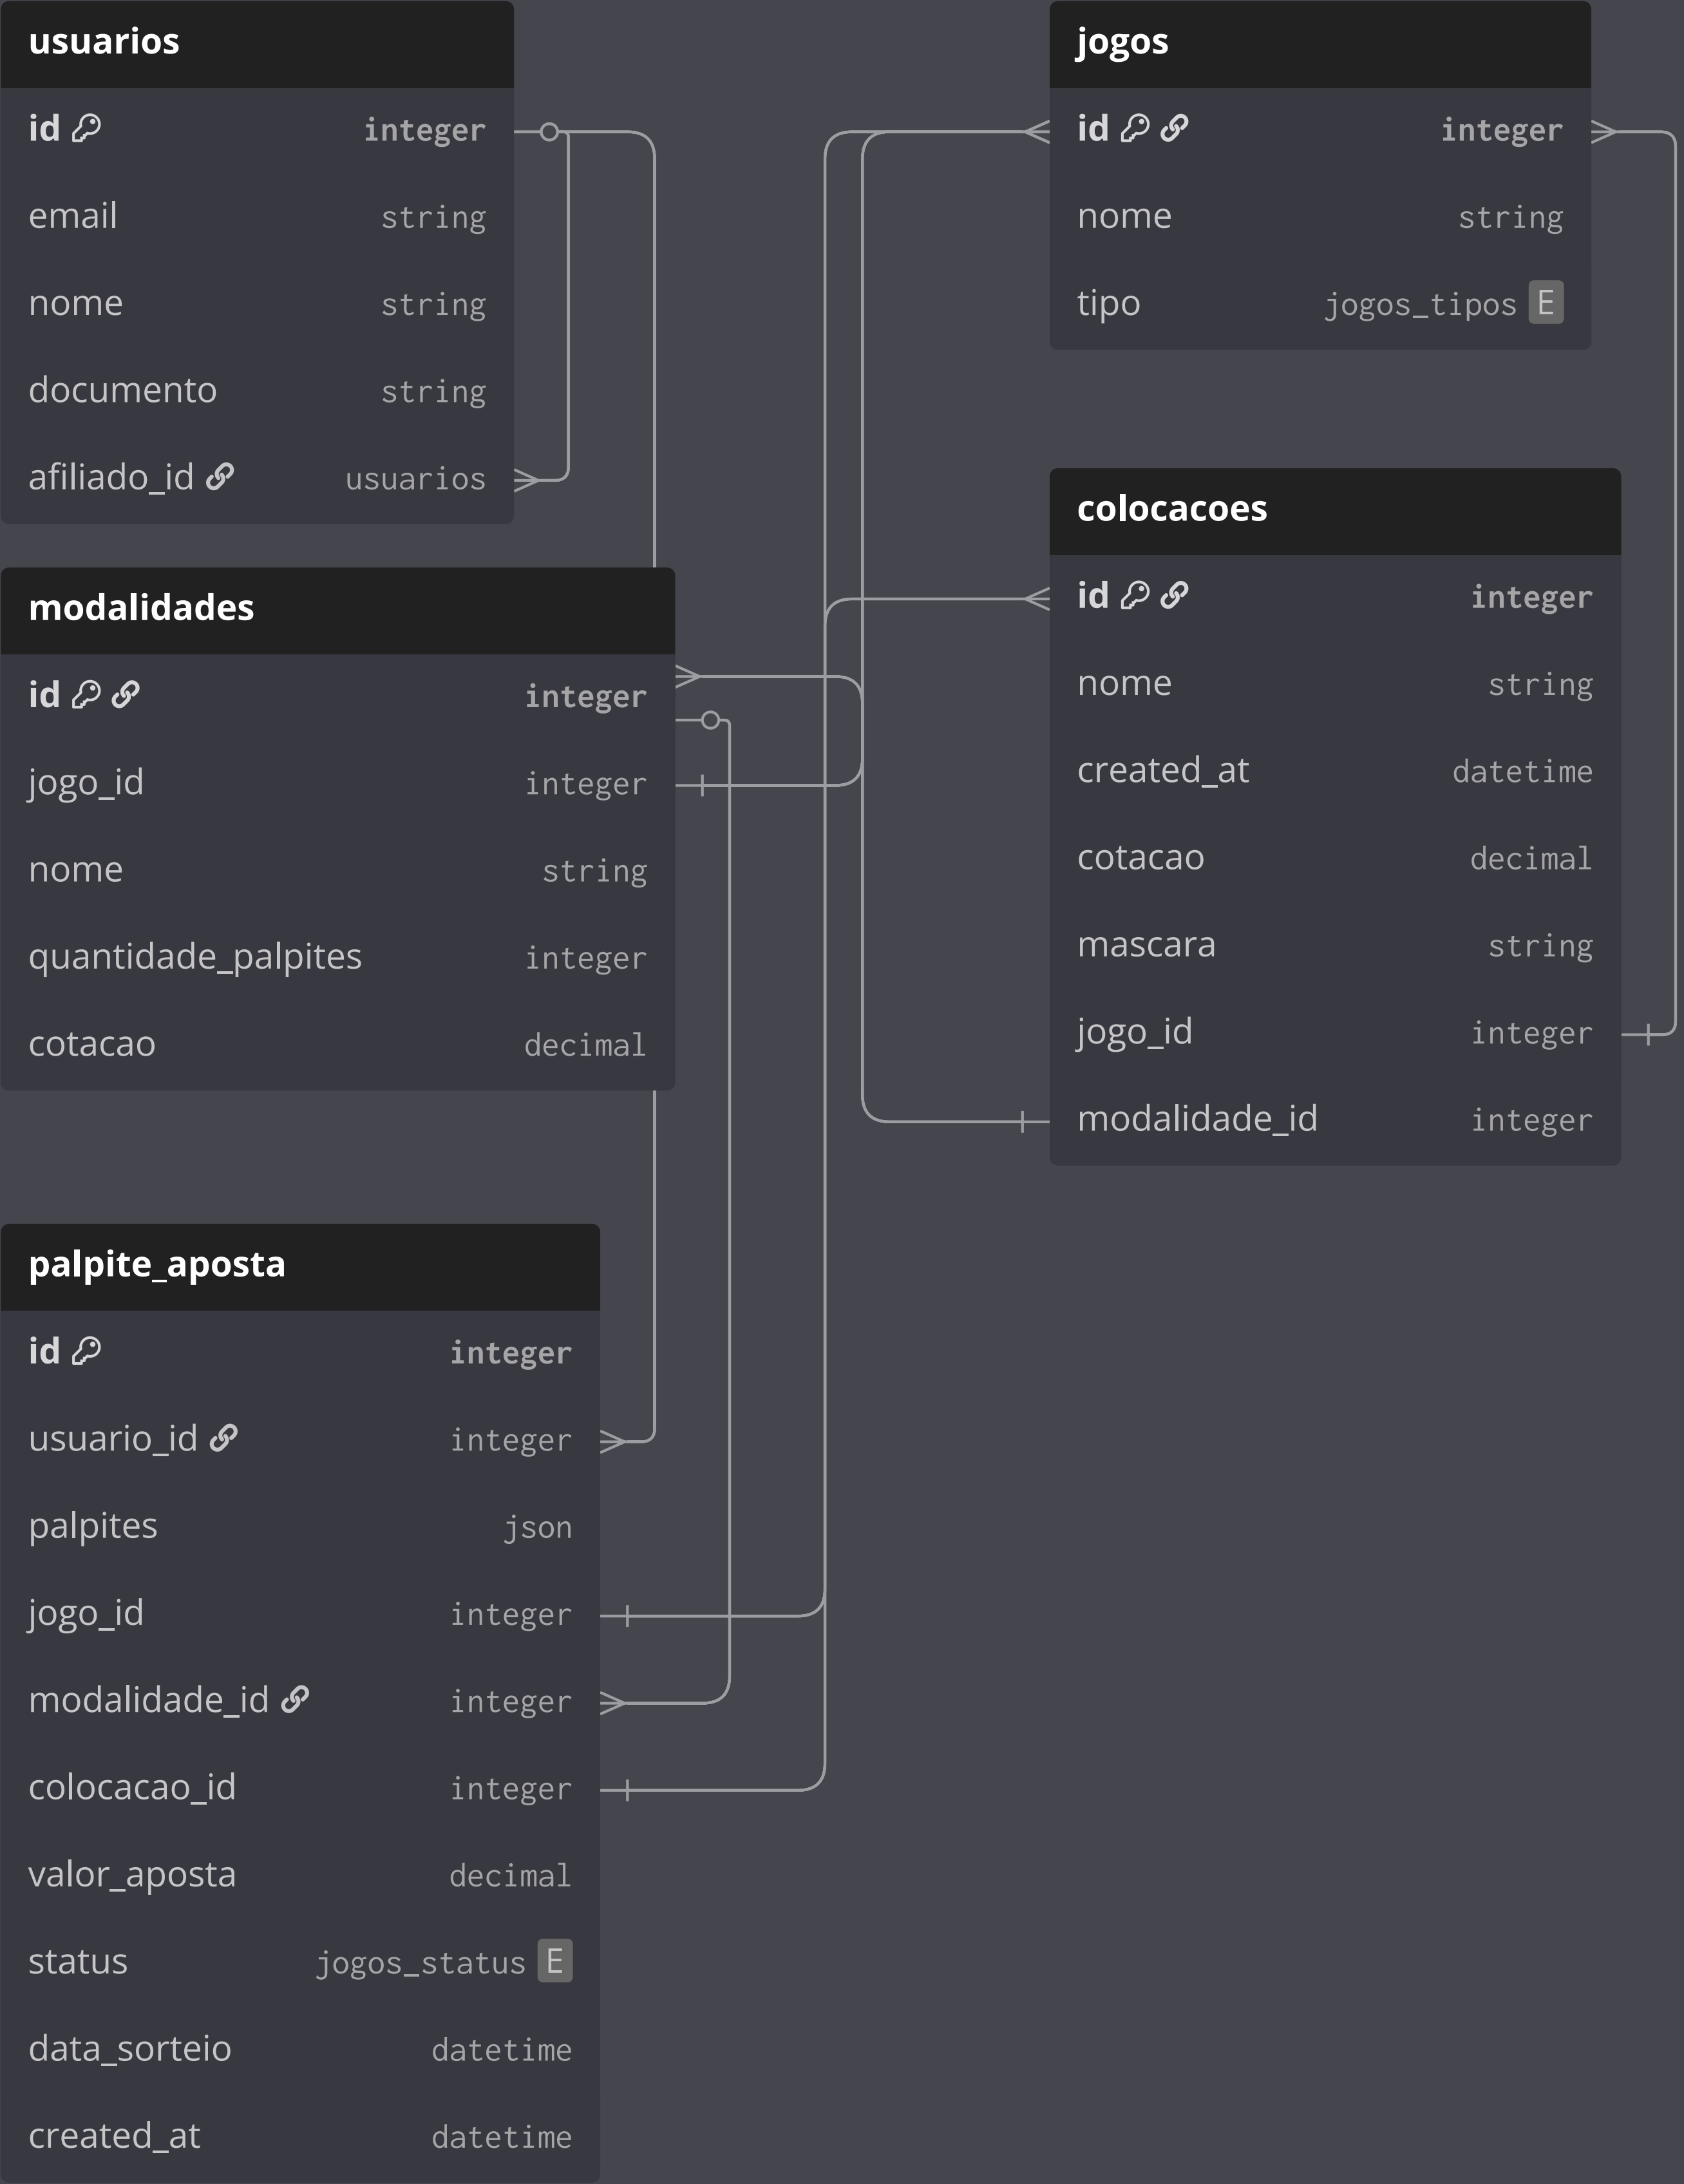 usuarios
id integer
email string
nome string
documento string
afiliado_id usuarios
modalidades
id integer
jogo_id integer
nome string
quantidade_palpites integer
cotacao decimal
palpite_aposta
id integer
usuario_id integer
palpites json
jogo_id integer
modalidade_id integer
colocacao_id integer
valor_aposta decimal
status jogos_status E
data_sorteio datetime
created_at datetime
jogos
id integer
nome string
tipo jogos_tipos E
colocacoes
id integer
nome string
created_at datetime
cotacao decimal
mascara string
jogo_id integer
modalidade_id integer